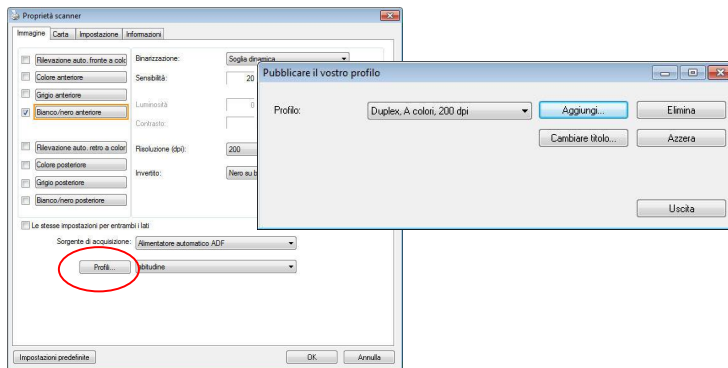 Proprietà scanner
Immagine Carta Impostazione Informazioni
Rilevazione auto. fronte a colo
Binarizzazione:
Soglia dinamica
Colore anteriore
Sensibilità:
20
Grigio anteriore
Luminosità
0
Bianco/nero anteriore
Contrasto:
Rilevazione auto. retro a color
Risoluzione (dpi):
200
Colore posteriore
Invertito:
Nero su b
Grigio posteriore
Bianco/nero posteriore
Le stesse impostazioni per entrambi i lati
Sorgente di acquisizione: Alimentatore automatico ADF
Profili... abitudine
Impostazioni predefinite OK Annulla
Pubblicare il vostro profilo
Profilo: Duplex, A colori, 200 dpi Aggiungi... Elimina
Cambiare titolo... Azzera
Uscita